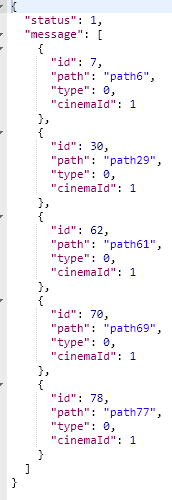 {
  "status": 1,
  "message": [
    {
      "id": 7,
      "path": "path6",
      "type": 0,
      "cinemaId": 1
    },
    {
      "id": 30,
      "path": "path29",
      "type": 0,
      "cinemaId": 1
    },
    {
      "id": 62,
      "path": "path61",
      "type": 0,
      "cinemaId": 1
    },
    {
      "id": 70,
      "path": "path69",
      "type": 0,
      "cinemaId": 1
    },
    {
      "id": 78,
      "path": "path77",
      "type": 0,
      "cinemaId": 1
    }
  ]
}